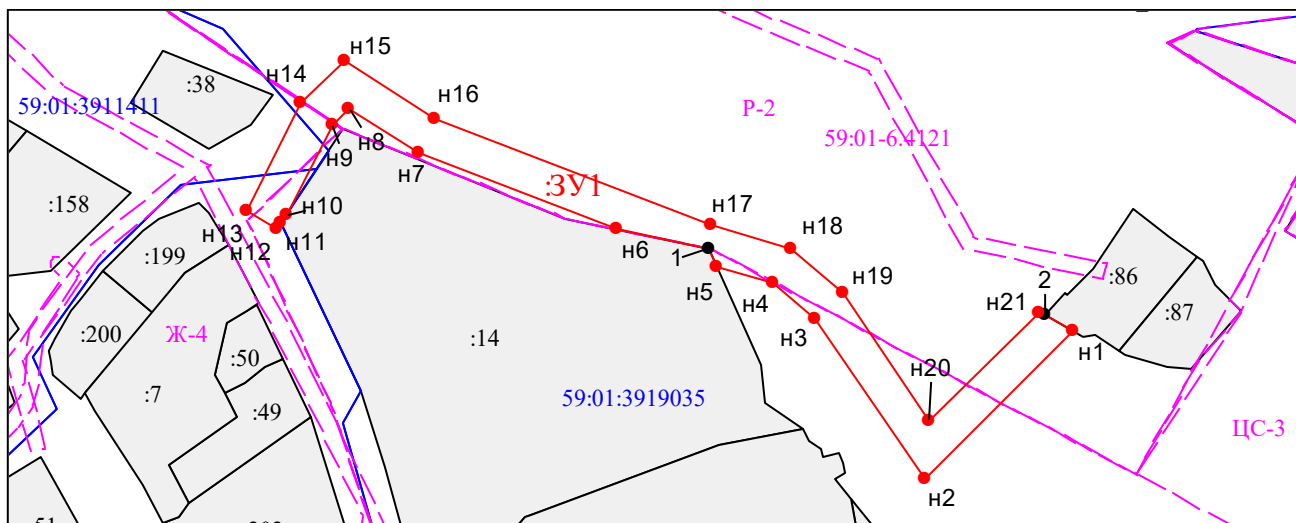 н15
:38
н14
59:01:3911411
н16
Р-2
н8
59:01-6.4121
н9
н7
:ЗУ1
:158
н10
н17
н13
н12
н11
н18
:199
н6
1
н5
н4
н19
2
:86
:87
н21
н3
н1
:200
Ж-4
:50
:14
н20
:7
:49
59:01:3919035
ЦС-3
н2